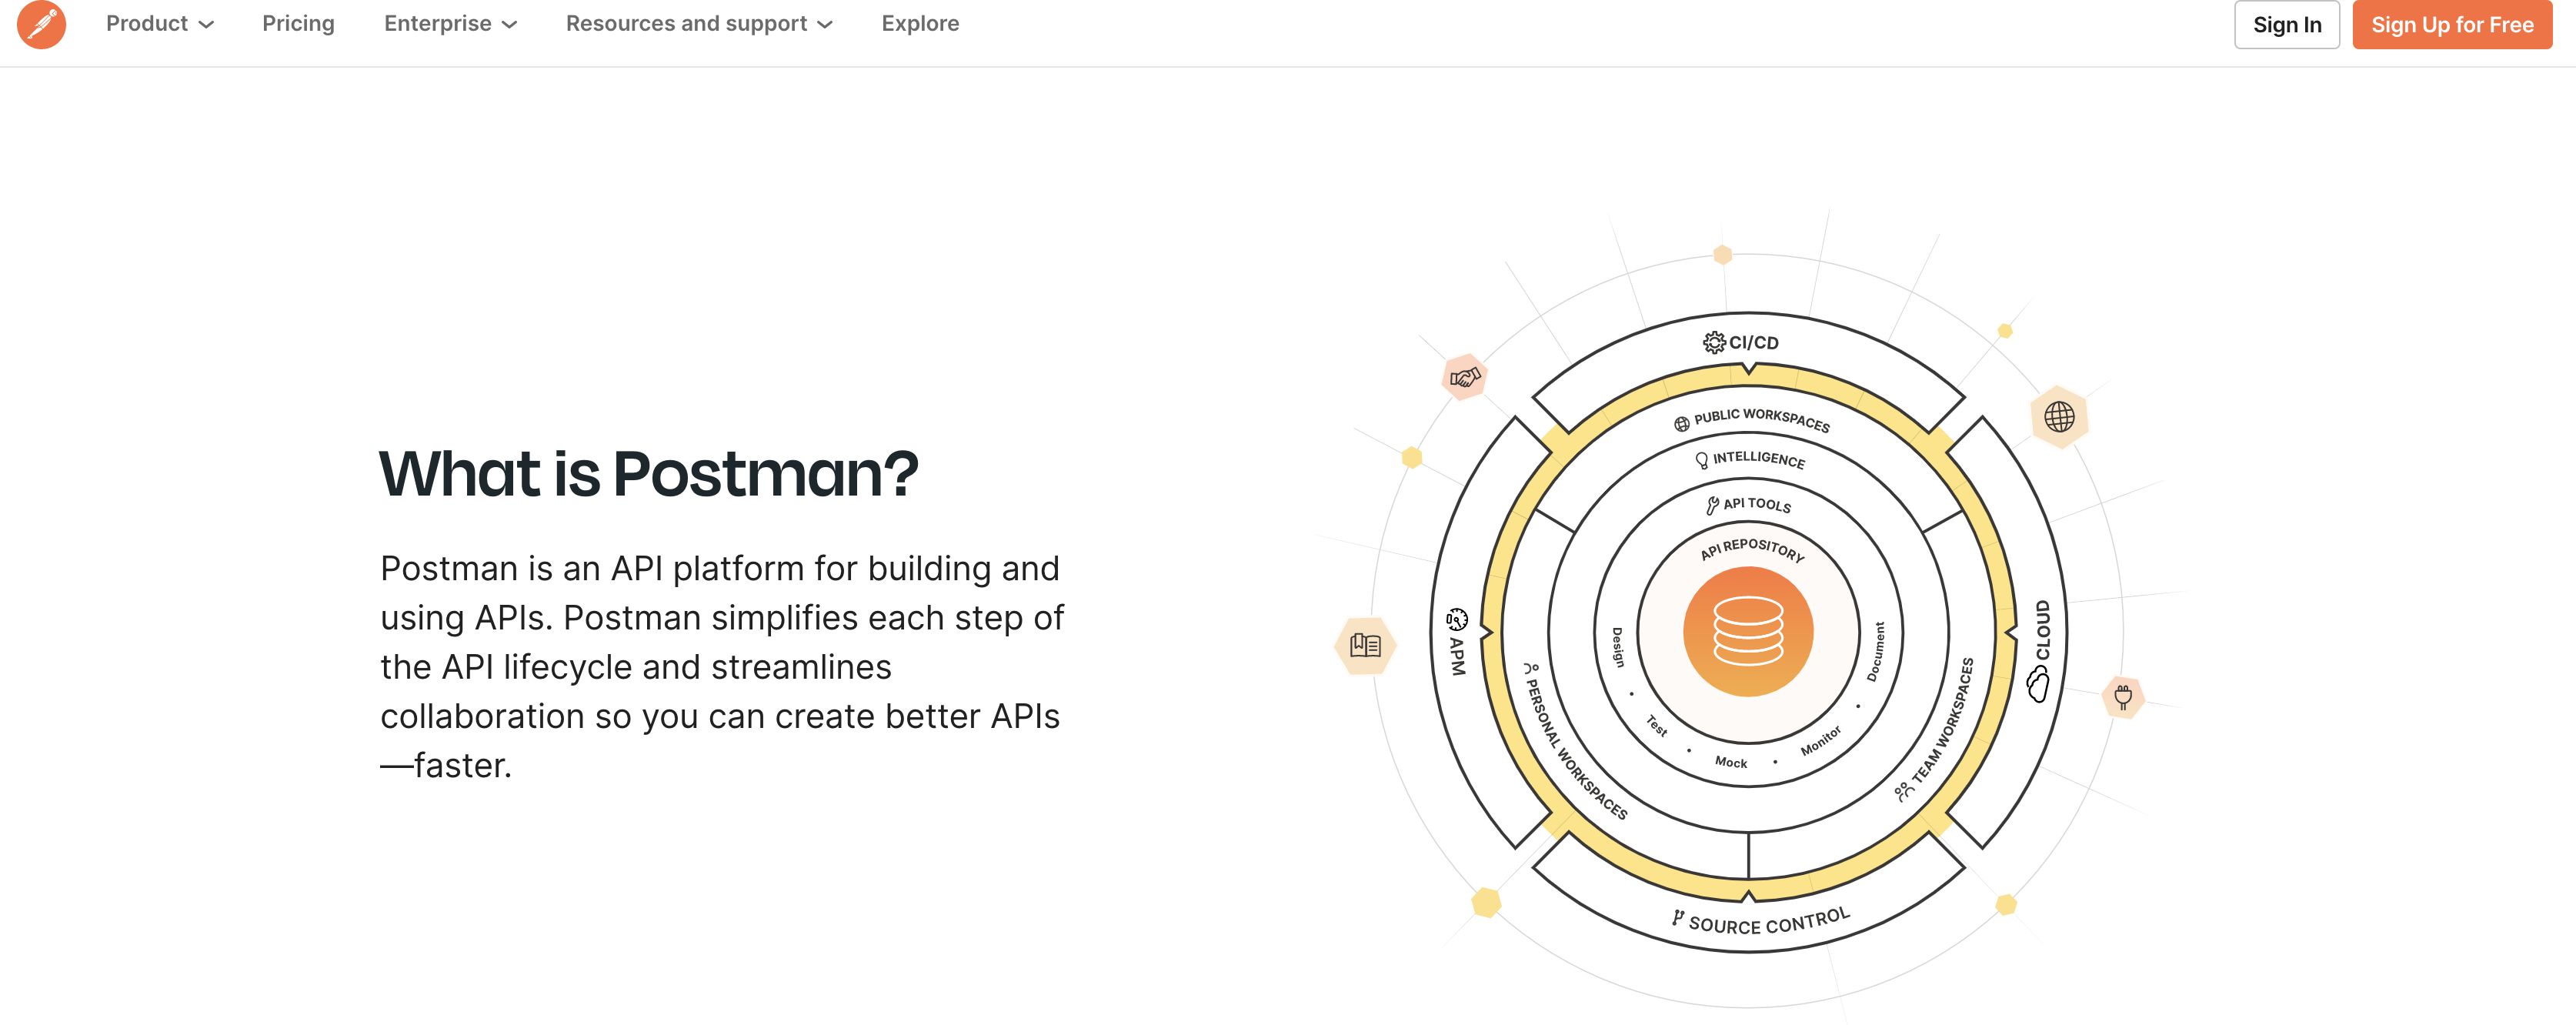 Product
Pricing
Enterprise
Resources and support
Explore
Sign In
Sign Up for Free
What is Postman?
Postman is an API platform for building and
using APIs. Postman simplifies each step of
the API lifecycle and streamlines
collaboration so you can create better APIs
—faster.
CI/CD
PUBLIC WORKSPACES
INTELLIGENCE
API TOOLS
API REPOSITORY
APM
CLOUD
Design
Document
Test
Mock
Monitor
PERSONAL WORKSPACES
TEAM WORKSPACES
SOURCE CONTROL